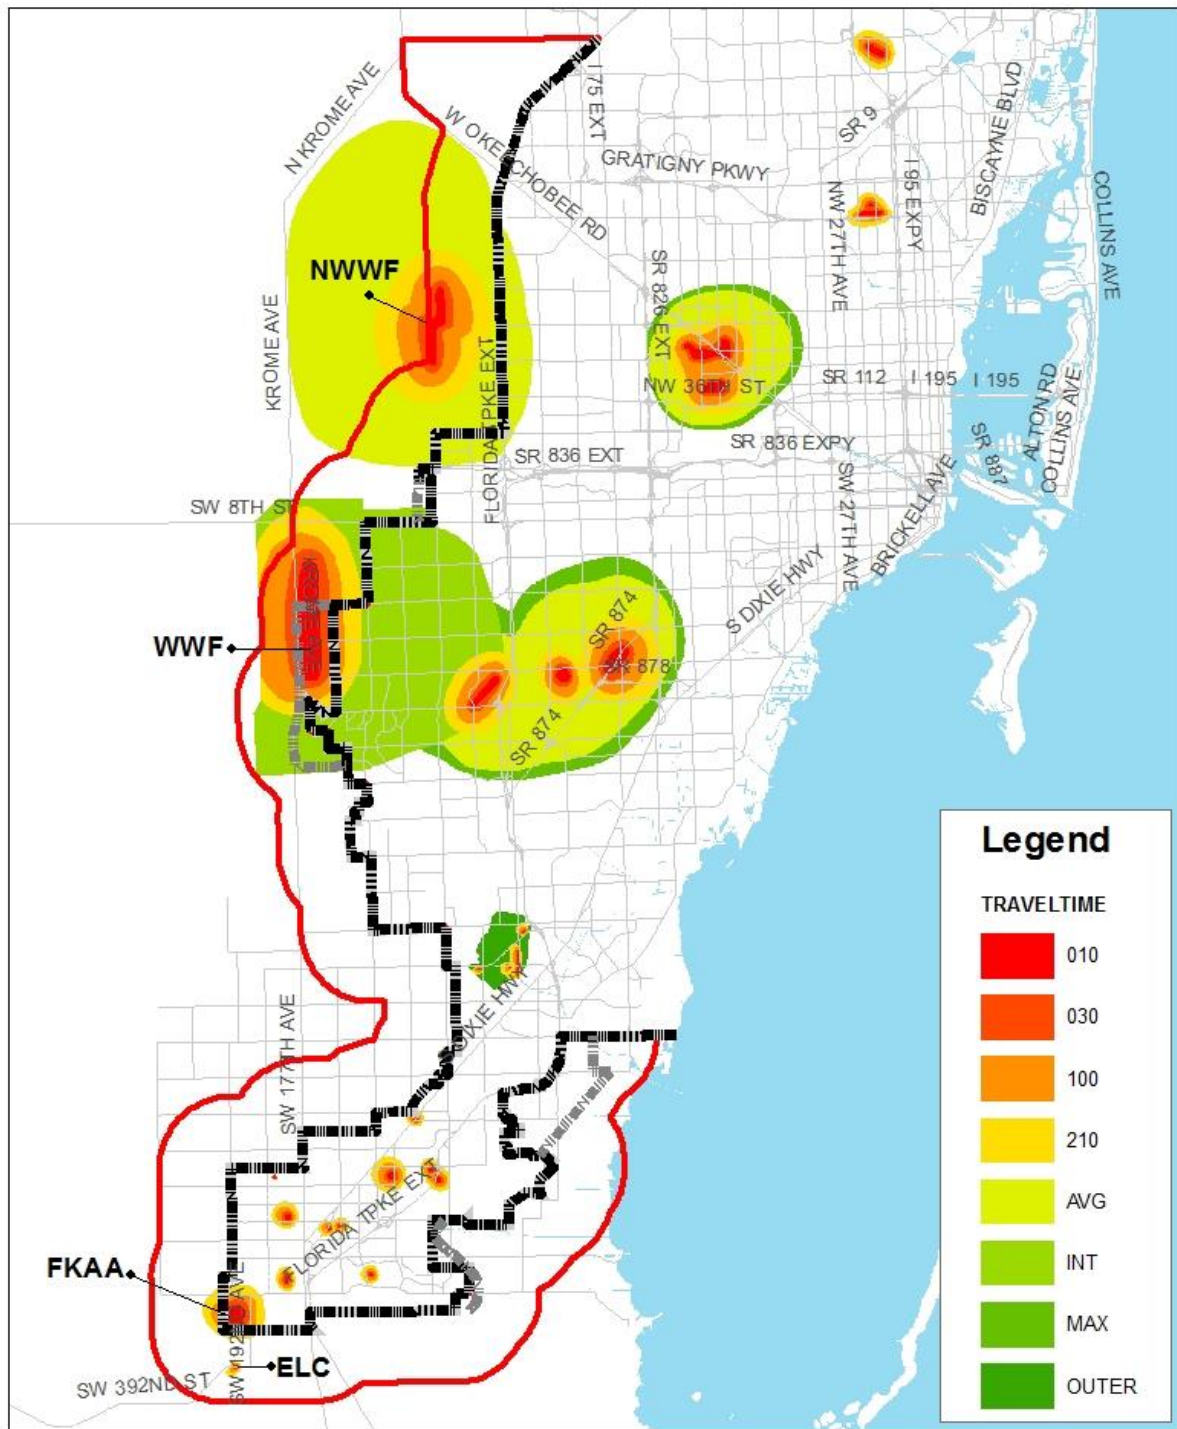 N KROME AVE
I 75 EXT
W OKEECHOBEE RD
GRATIGNY PKWY
SR 9
BISCAYNE BLVD
I 95 EXPY
NW 27TH AVE
COLLINS AVE
NWWF
SR 826 EXT
KROME AVE
FLORIDA TPKE EXT
NW 36TH ST
SR 112
I 195
I 195
ALTON RD
COLLINS AVE
SR 836 EXT
SR 836 EXPY
SR 887
SW 8TH ST
SW 27TH AVE
BRICKELL AVE
S DIXIE HWY
WWF
SR 874
SR 878
SR 874
S DIXIE HWY
SW 177TH AVE
FLORIDA TPKE EXT
FKAA
SW 192ND AVE
ELC
SW 392ND ST
Legend
TRAVELTIME
010
030
100
210
AVG
INT
MAX
OUTER